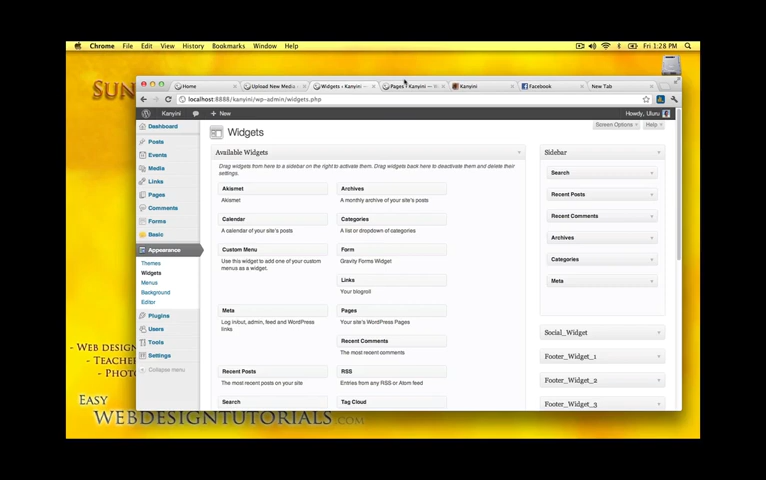 Chrome File Edit View History Bookmarks Window Help Fri 1:28 PM
SUN
Home Upload New Media Widgets ‹ Kanyini — Pages ‹ Kanyini — W Kanyini Facebook New Tab
localhost:8888/kanyini/wp-admin/widgets.php
Kanyini + New Howdy, Uluru
Screen Options Help
Dashboard
Posts
Events
Media
Links
Pages
Comments
Forms
Basic
Appearance
Themes
Widgets
Menus
Background
Editor
Plugins
Users
Tools
Settings
Collapse menu
Widgets
Available Widgets
Drag widgets from here to a sidebar on the right to activate them. Drag widgets back here to deactivate them and delete their
settings.
Akismet Archives
Akismet A monthly archive of your site's posts
Calendar Categories
A calendar of your site's posts A list or dropdown of categories
Custom Menu Form
Use this widget to add one of your custom Gravity Forms Widget
menus as a widget.
Links
Your blogroll
Meta Pages
Log in/out, admin, feed and WordPress Your site's WordPress Pages
links
Recent Comments
The most recent comments
Recent Posts RSS
The most recent posts on your site Entries from any RSS or Atom feed
Search Tag Cloud
Sidebar
Search
Recent Posts
Recent Comments
Archives
Categories
Meta
Social_Widget
Footer_Widget_1
Footer_Widget_2
Footer_Widget_3
- WEB DESIGN
- TEACHE
- PHOT
EASY
WEBDESIGNTUTORIALS.COM